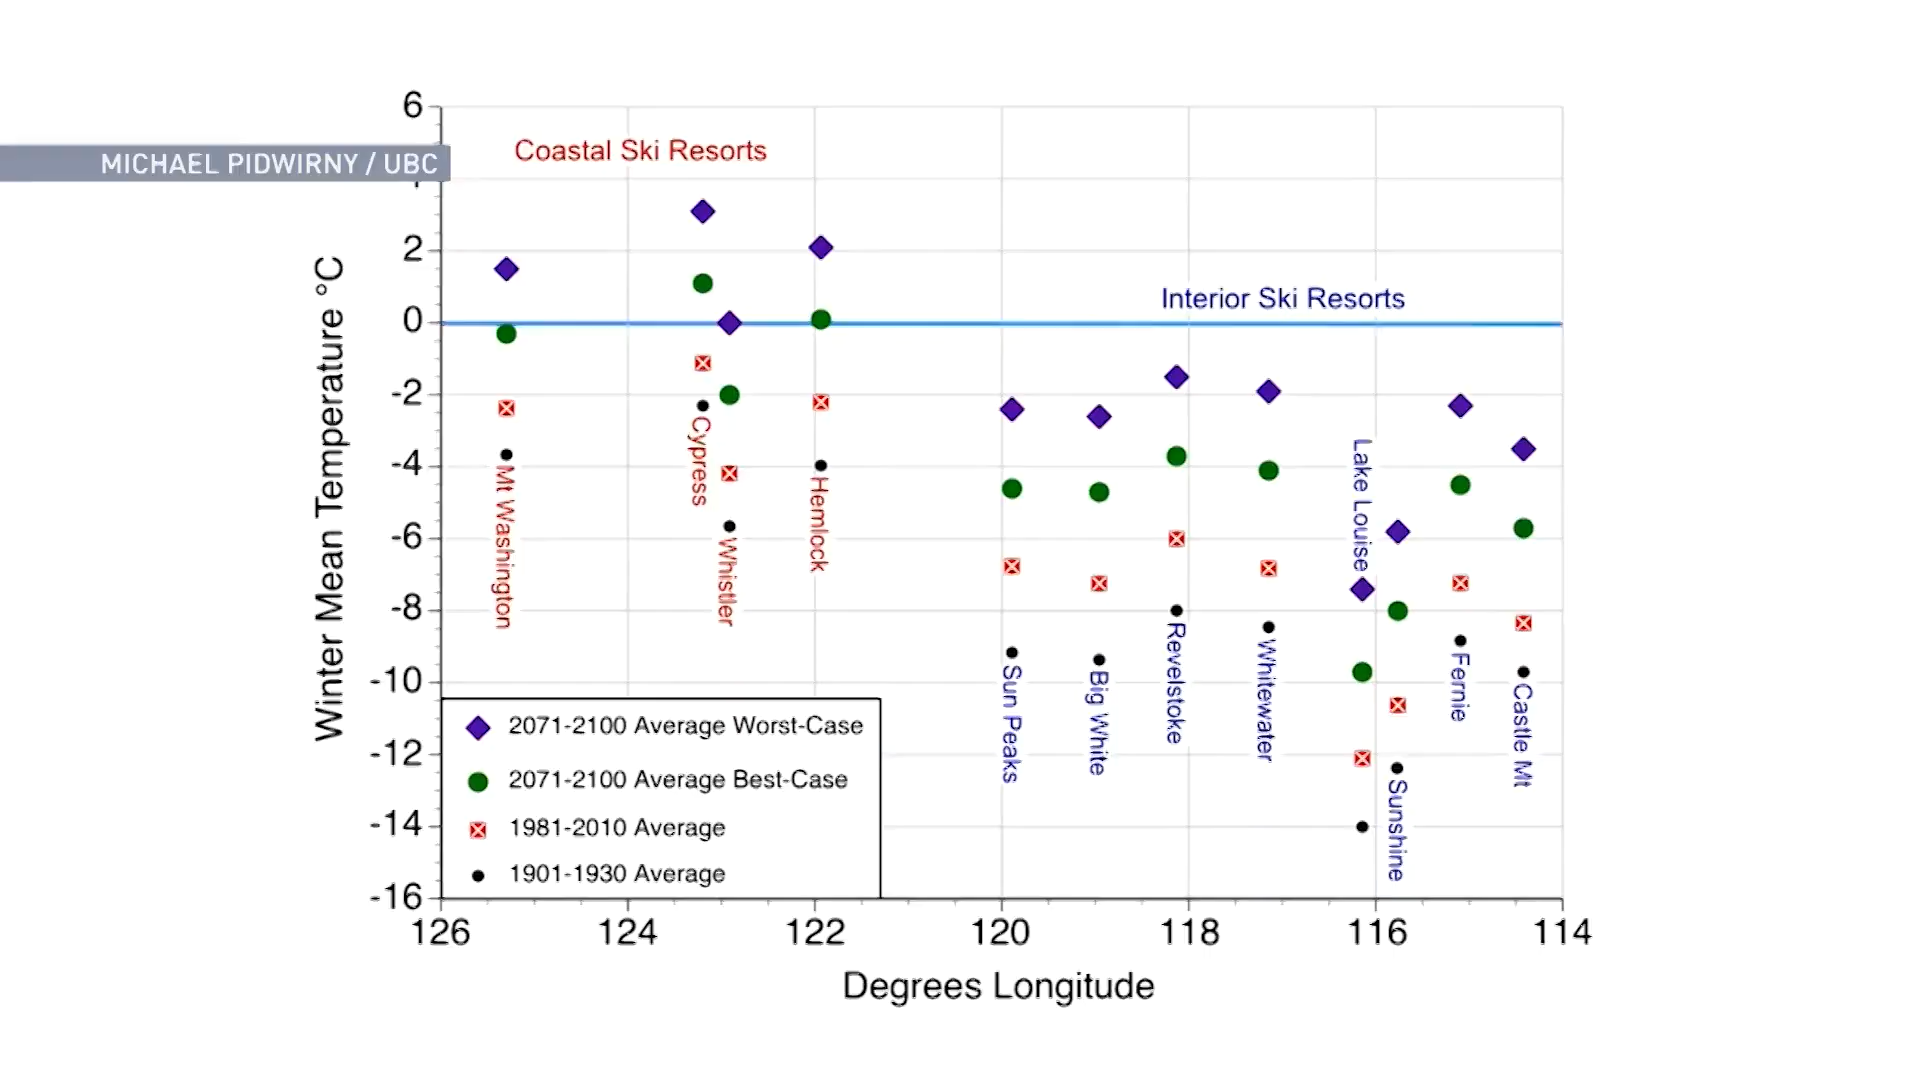 6
Coastal Ski Resorts
MICHAEL PIDWIRNY / UBC
2
Interior Ski Resorts
0
-2
-4
-6
-8
-10
-12
-14
-16
Winter Mean Temperature °C
Mt Washington
Cypress
Whistler
Hemlock
Sun Peaks
Big White
Revelstoke
Whitewater
Lake Louise
Sunshine
Fernie
Castle Mt
2071-2100 Average Worst-Case
2071-2100 Average Best-Case
1981-2010 Average
1901-1930 Average
126 124 122 120 118 116 114
Degrees Longitude